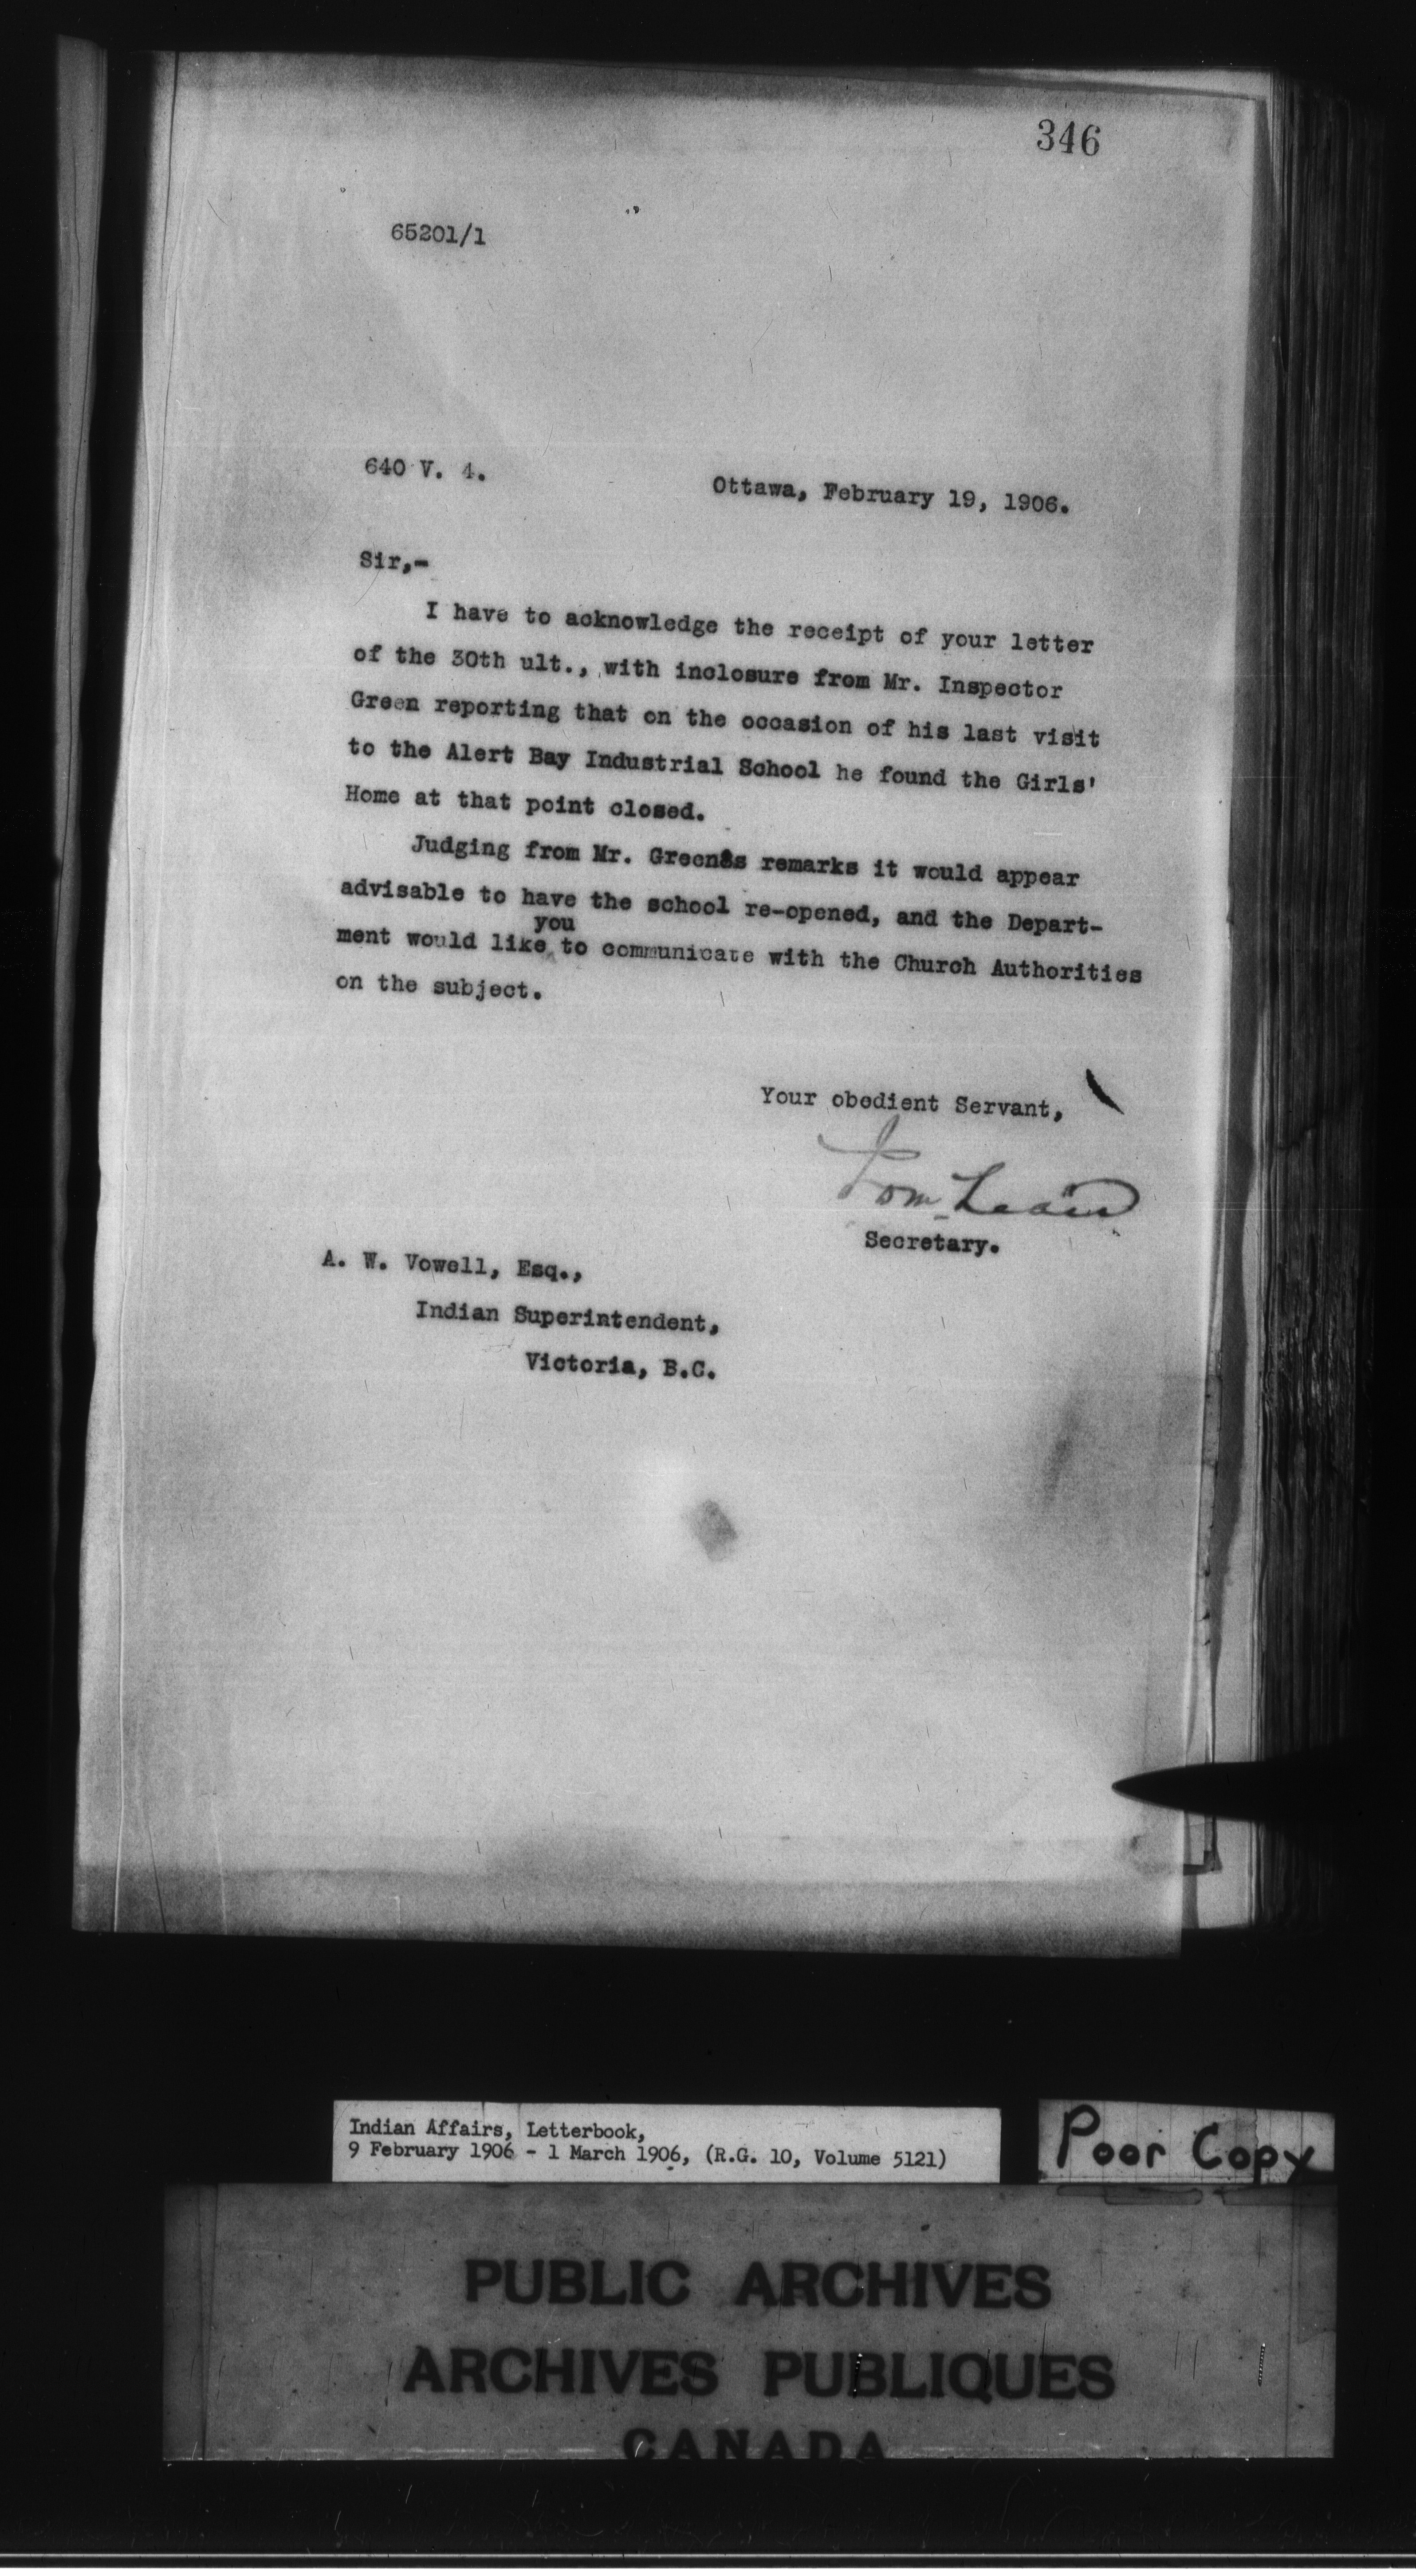 346
65201/1
640 V. 4.
Ottawa, February 19, 1906.
Sir,-
I have to acknowledge the receipt of your letter
of the 30th ult., with inclosure from Mr. Inspector
Green reporting that on the occasion of his last visit
to the Alert Bay Industrial School he found the Girls'
Home at that point closed.
Judging from Mr. Green's remarks it would appear
advisable to have the school re-opened, and the Depart-
you
ment would like to communicate with the Church Authorities
on the subject.
Your obedient Servant,
Secretary.
A. W. Vowell, Esq.,
Indian Superintendent,
Victoria, B.C.
Indian Affairs, Letterbook,
9 February 1906 - 1 March 1906, (R.G. 10, Volume 5121)
Poor Copy
PUBLIC ARCHIVES
ARCHIVES PUBLIQUES
CANADA